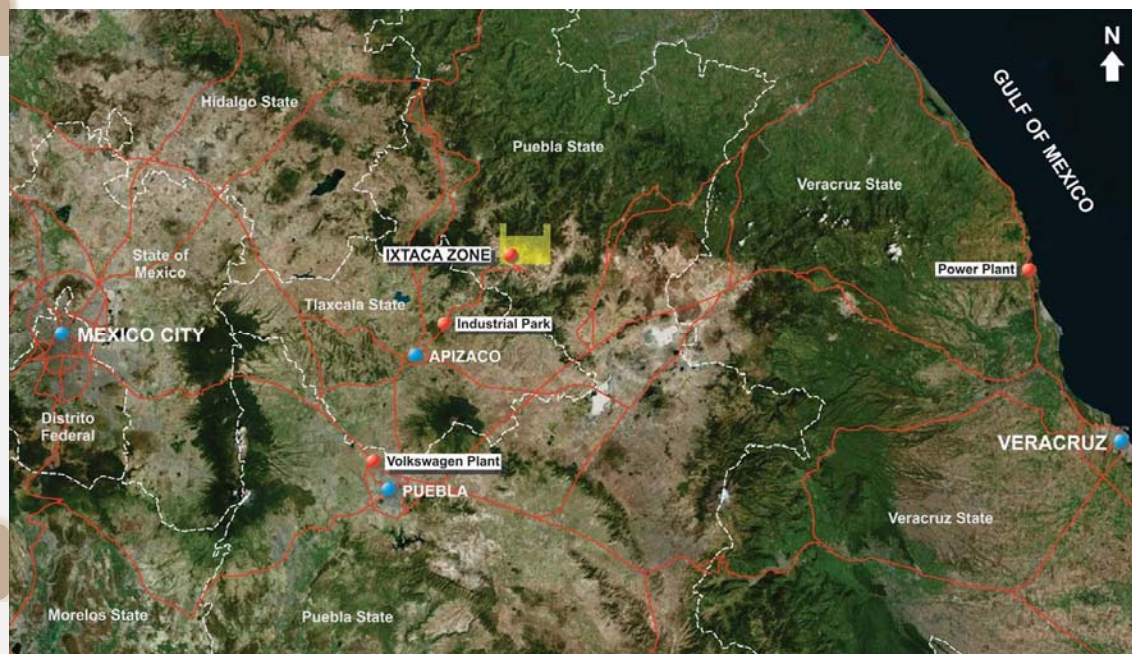 N
GULF OF MEXICO
Hidalgo State
Puebla State
Veracruz State
IXTACA ZONE
State of
Mexico
Power Plant
Tlaxcala State
Industrial Park
MEXICO CITY
APIZACO
Distrito
Federal
VERACRUZ
Volkswagen Plant
PUEBLA
Veracruz State
Morelos State
Puebla State